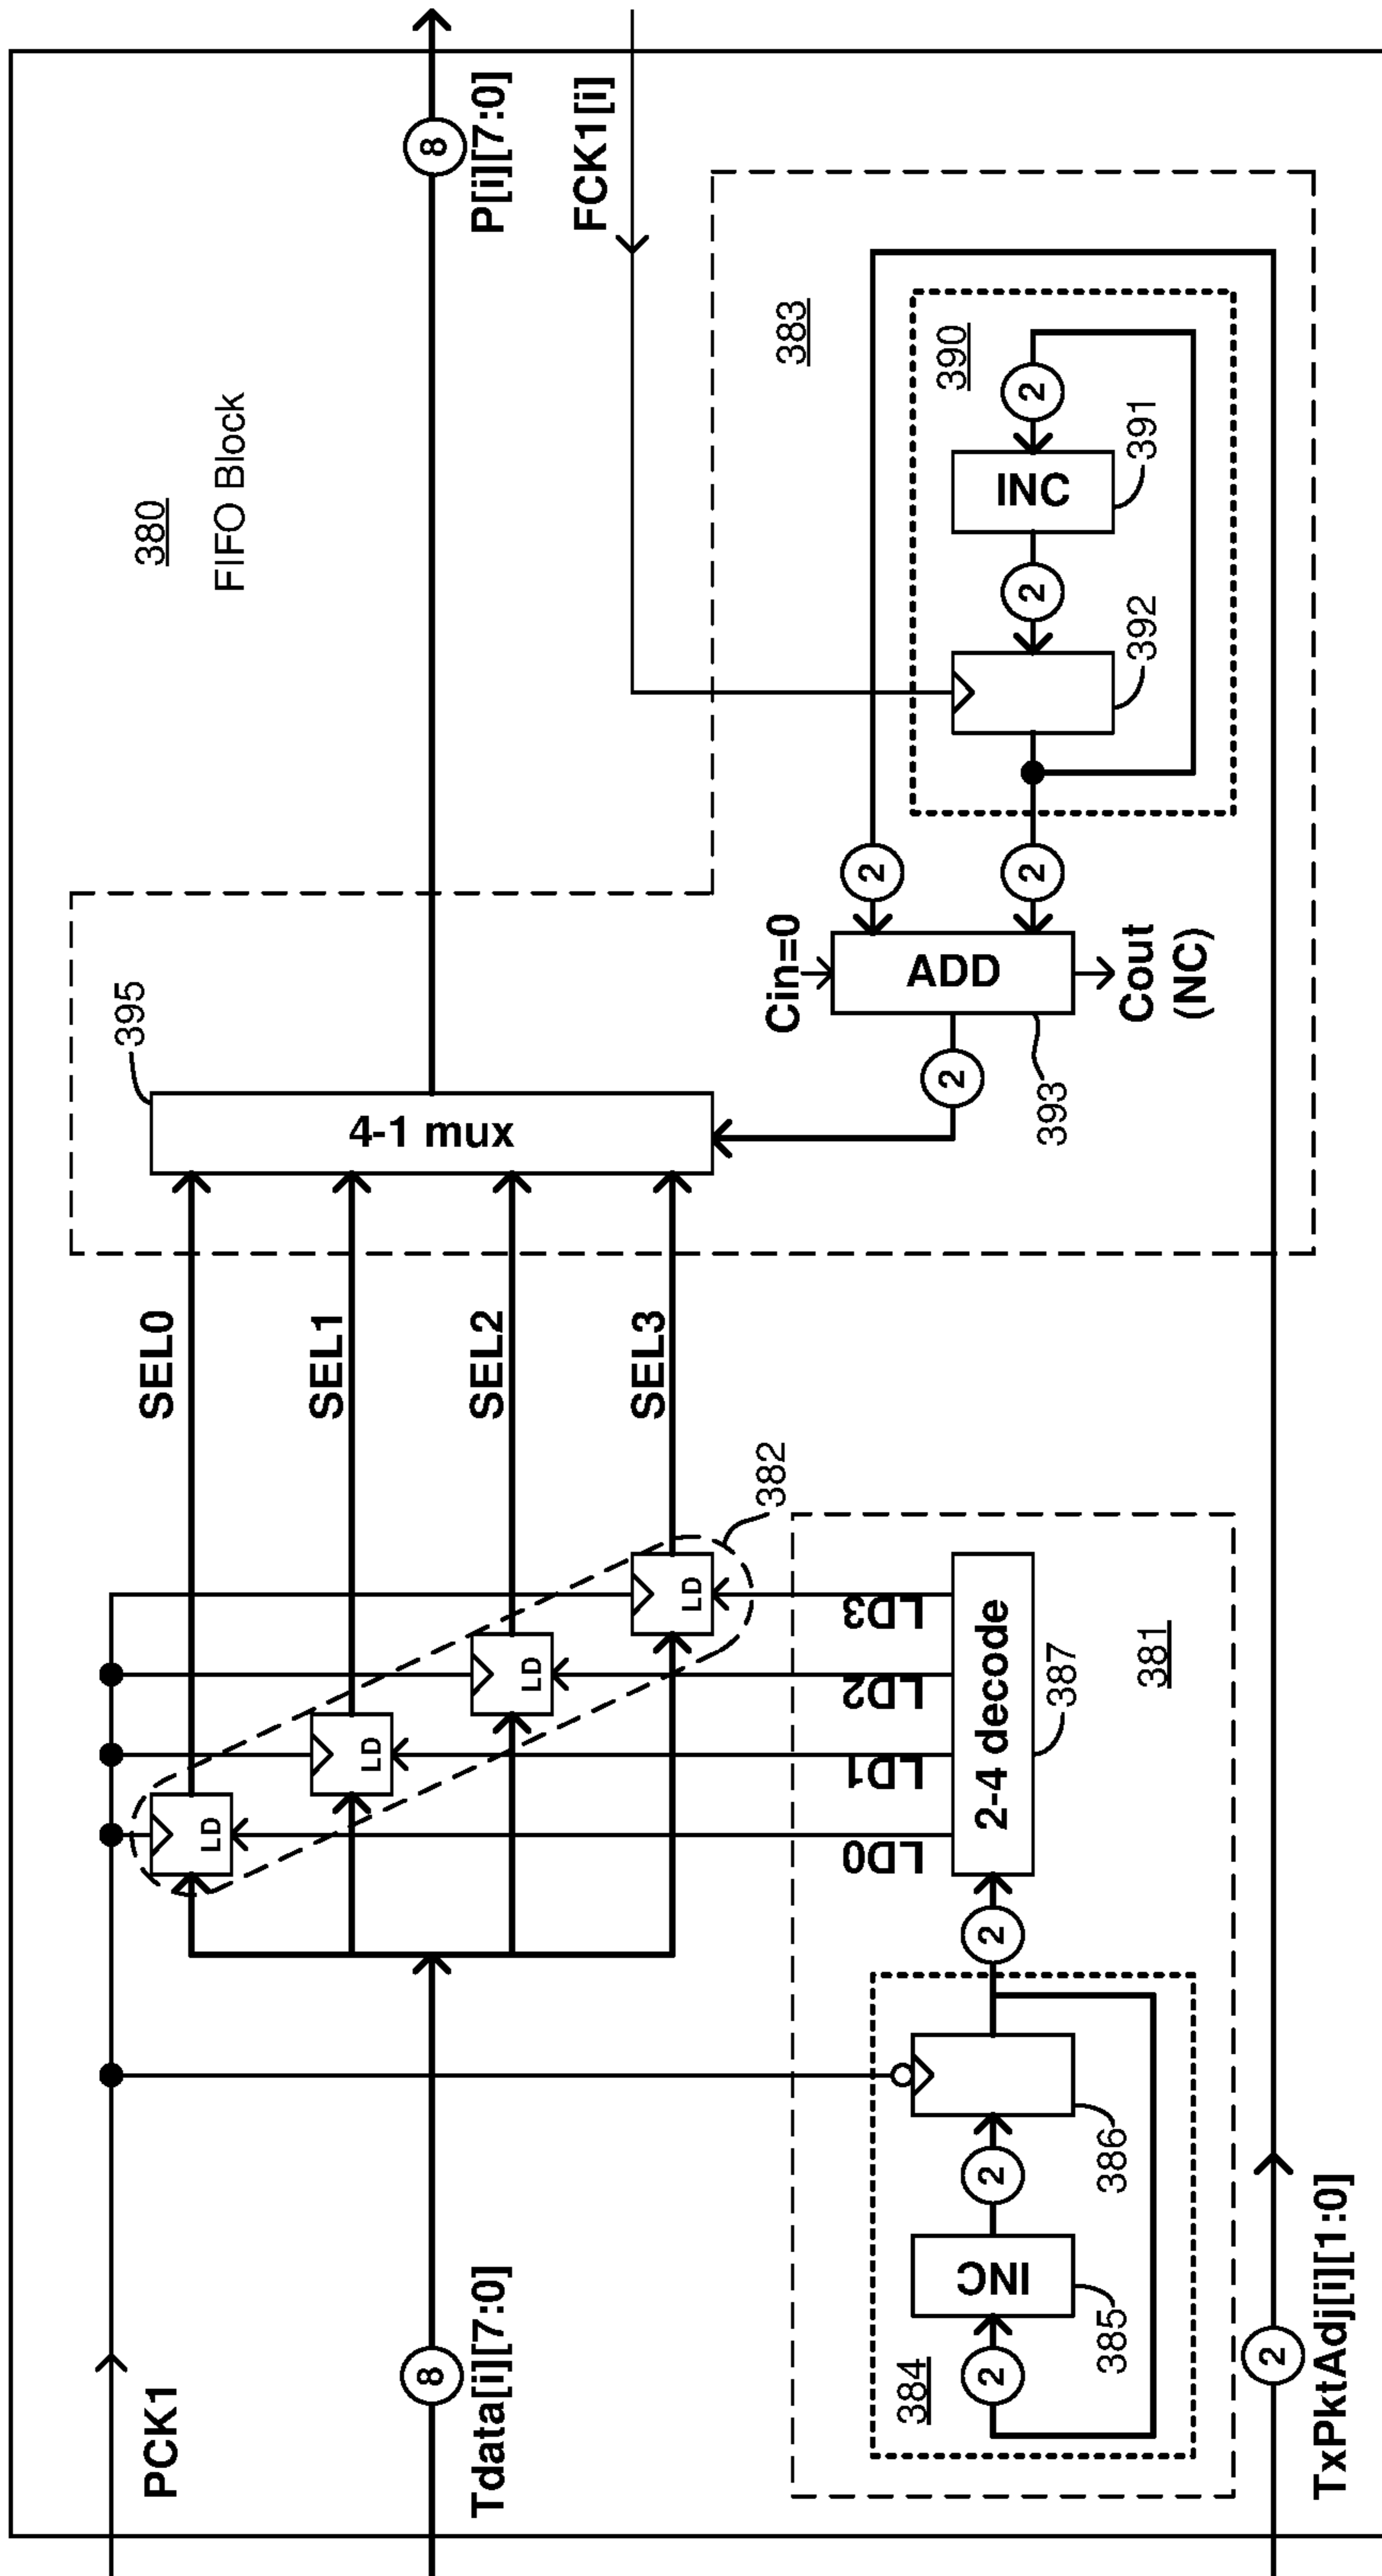 380
FIFO Block
PCK1
Tdata[i][7:0]
8
LD
LD
LD
LD
382
SEL0
SEL1
SEL2
SEL3
395
4-1 mux
8
P[i][7:0]
FCK1[i]
383
LD0
LD1
LD2
LD3
2-4 decode
387
381
384
2
INC
385
2
386
2
Cin=0
ADD
Cout
(NC)
393
2
2
2
390
392
2
INC
391
2
2
TxPktAdj[i][1:0]